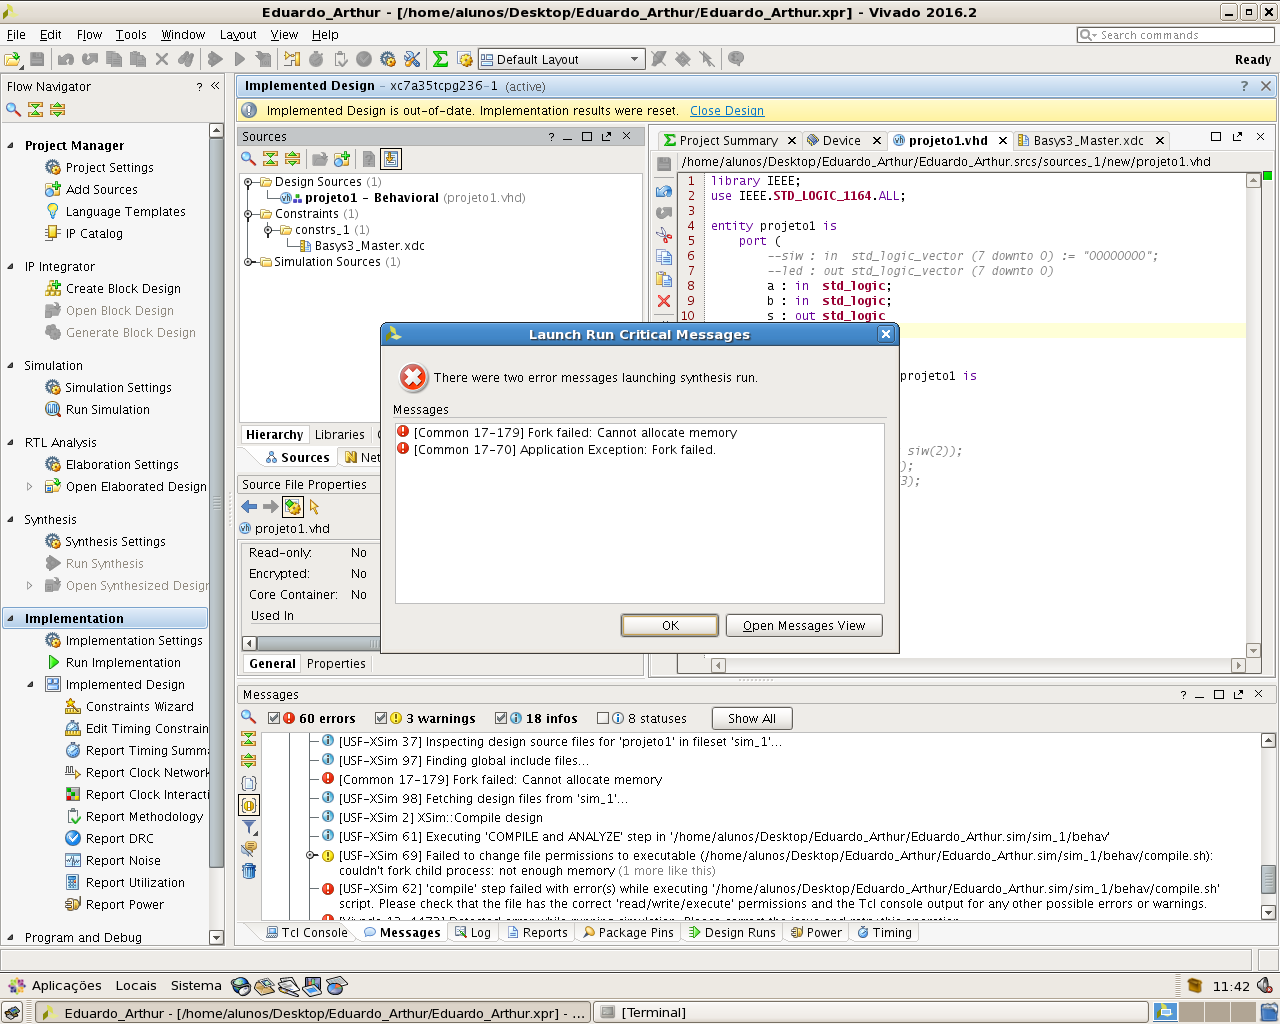 Eduardo_Arthur - [/home/alunos/Desktop/Eduardo_Arthur/Eduardo_Arthur.xpr] - Vivado 2016.2
File Edit Flow Tools Window Layout View Help
Search commands
Default Layout
Ready
Flow Navigator
? «
Project Manager
Project Settings
Add Sources
Language Templates
IP Catalog
IP Integrator
Create Block Design
Open Block Design
Generate Block Design
Simulation
Simulation Settings
Run Simulation
RTL Analysis
Elaboration Settings
Open Elaborated Design
Synthesis
Synthesis Settings
Run Synthesis
Open Synthesized Design
Implementation
Implementation Settings
Run Implementation
Implemented Design
Constraints Wizard
Edit Timing Constrain
Report Timing Summa
Report Clock Network
Report Clock Interacti
Report Methodology
Report DRC
Report Noise
Report Utilization
Report Power
Program and Debug
Implemented Design - xc7a35tcpg236-1 (active)
Implemented Design is out-of-date. Implementation results were reset. Close Design
Sources
Design Sources (1)
projeto1 - Behavioral (projeto1.vhd)
Constraints (1)
constrs_1 (1)
Basys3_Master.xdc
Simulation Sources (1)
Hierarchy Libraries
Sources Net
Source File Properties
projeto1.vhd
Read-only: No
Encrypted: No
Core Container: No
Used In
General Properties
Project Summary Device projeto1.vhd Basys3_Master.xdc
/home/alunos/Desktop/Eduardo_Arthur/Eduardo_Arthur.srcs/sources_1/new/projeto1.vhd
1 library IEEE;
2 use IEEE.STD_LOGIC_1164.ALL;
3
4 entity projeto1 is
5 port (
6 --siw : in std_logic_vector (7 downto 0) := "00000000";
7 --led : out std_logic_vector (7 downto 0)
8 a : in std_logic;
9 b : in std_logic;
10 s : out std_logic
projeto1 is
siw(2));
);
3);
Launch Run Critical Messages
There were two error messages launching synthesis run.
Messages
[Common 17-179] Fork failed: Cannot allocate memory
[Common 17-70] Application Exception: Fork failed.
OK Open Messages View
Messages
60 errors 3 warnings 18 infos 8 statuses Show All
[USF-XSim 37] Inspecting design source files for 'projeto1' in fileset 'sim_1'...
[USF-XSim 97] Finding global include files...
[Common 17-179] Fork failed: Cannot allocate memory
[USF-XSim 98] Fetching design files from 'sim_1'...
[USF-XSim 2] XSim::Compile design
[USF-XSim 61] Executing 'COMPILE and ANALYZE' step in '/home/alunos/Desktop/Eduardo_Arthur/Eduardo_Arthur.sim/sim_1/behav'
[USF-XSim 69] Failed to change file permissions to executable (/home/alunos/Desktop/Eduardo_Arthur/Eduardo_Arthur.sim/sim_1/behav/compile.sh):
couldn't fork child process: not enough memory (1 more like this)
[USF-XSim 62] 'compile' step failed with error(s) while executing '/home/alunos/Desktop/Eduardo_Arthur/Eduardo_Arthur.sim/sim_1/behav/compile.sh'
script. Please check that the file has the correct 'read/write/execute' permissions and the Tcl console output for any other possible errors or warnings.
Tcl Console Messages Log Reports Package Pins Design Runs Power Timing
Aplicações Locais Sistema
11:42
Eduardo_Arthur - [/home/alunos/Desktop/Eduardo_Arthur/Eduardo_Arthur.xpr] - ...
[Terminal]